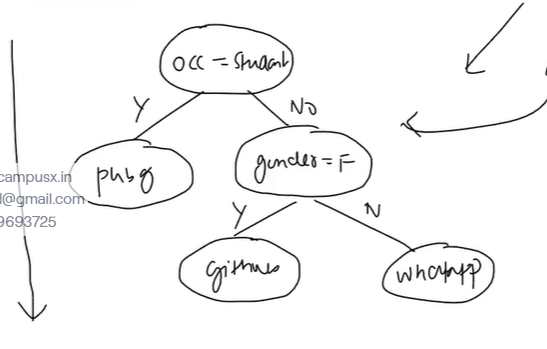 occ = student
Y
No
campusx.in
pubg
gender = F
d@gmail.com
9693725
Y
N
github
whatsapp